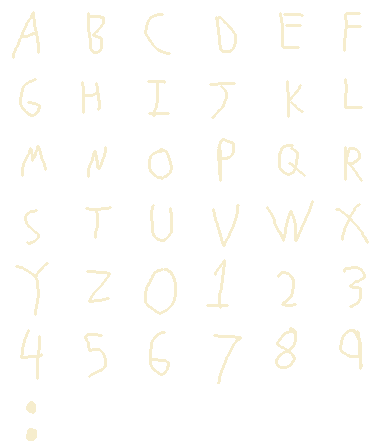 A B C D E F
G H I J K L
M N O P Q R
S T U V W X
Y Z 0 1 2 3
4 5 6 7 8 9
: